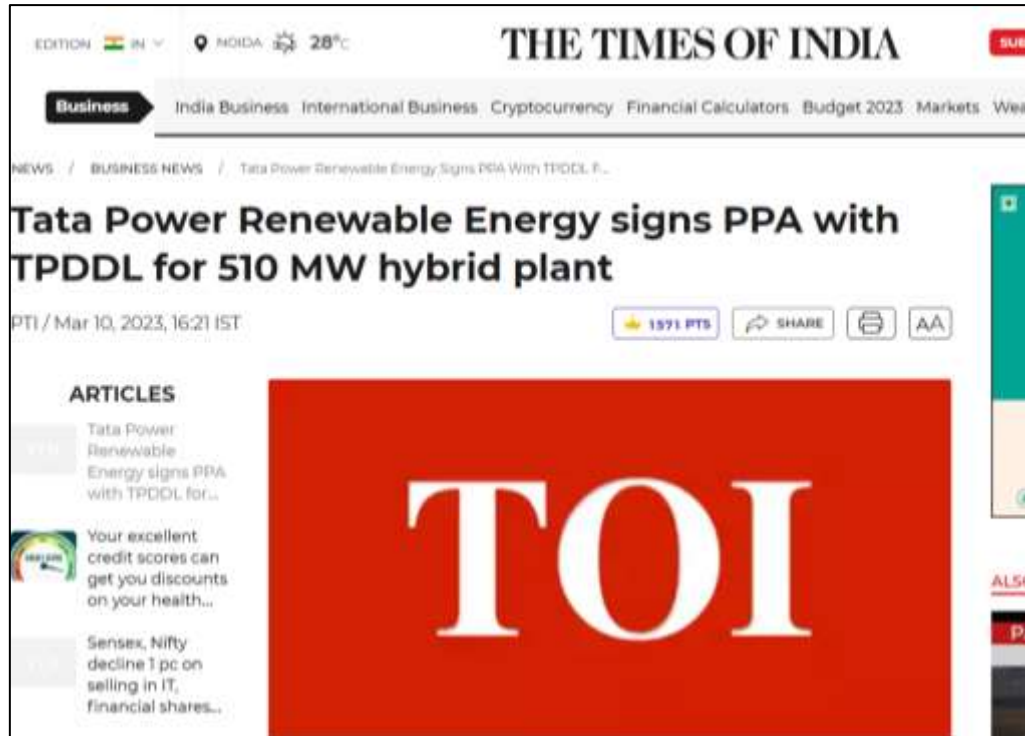 EDITION IN NOIDA 28°C
THE TIMES OF INDIA
Business India Business International Business Cryptocurrency Financial Calculators Budget 2023 Markets
NEWS / BUSINESS NEWS / Tata Power Renewable Energy Signs PPA With TPDDL F...
Tata Power Renewable Energy signs PPA with
TPDDL for 510 MW hybrid plant
PTI / Mar 10, 2023, 16:21 IST
1571 PTS SHARE AA
ARTICLES
Tata Power
Renewable
Energy signs PPA
with TPDDL for...
Your excellent
credit scores can
get you discounts
on your health...
Sensex, Nifty
decline 1 pc on
selling in IT,
financial shares...
TOI